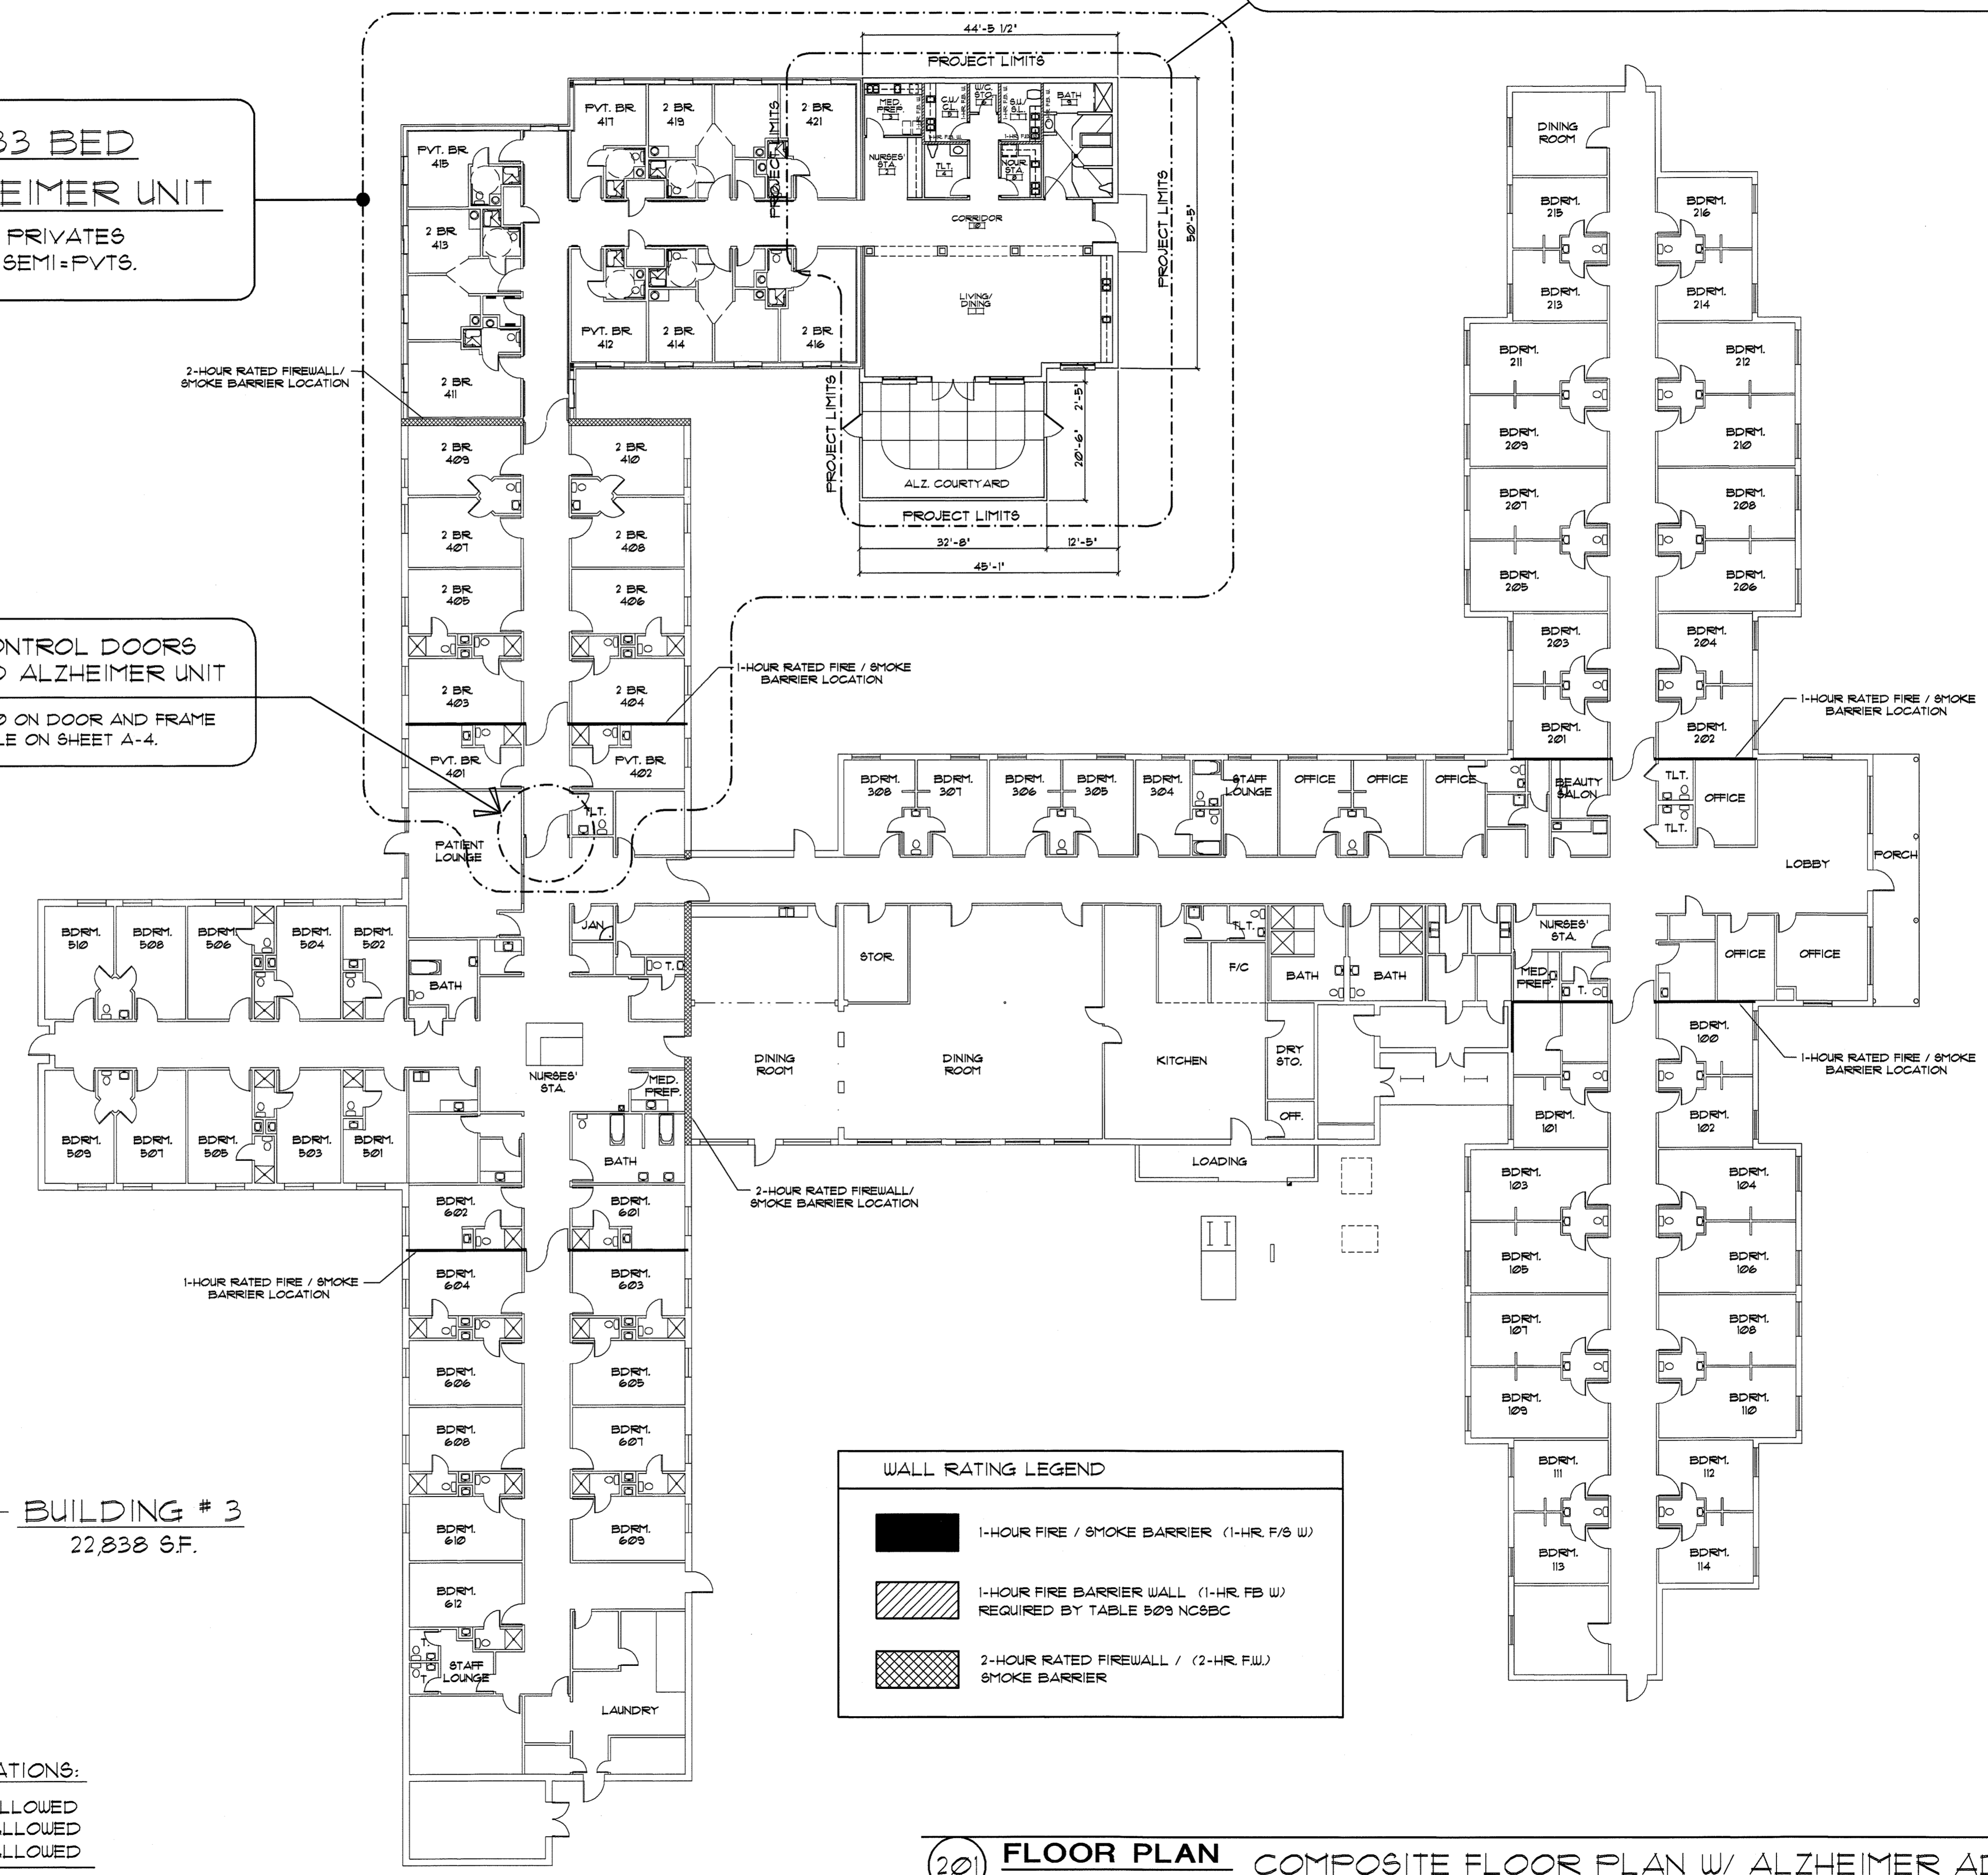 33 BED
EIMER UNIT
PRIVATES
SEMI=PVTS.
ONTROL DOORS
D ALZHEIMER UNIT
ON DOOR AND FRAME
LE ON SHEET A-4.
44'-5 1/2"
PROJECT LIMITS
PROJECT LIMITS
PROJECT LIMITS
PROJECT LIMITS
PROJECT LIMITS
50'-5"
2'-5"
20'-6"
32'-8"
12'-5"
45'-1"
PVT. BR.
417
2 BR.
419
2 BR.
421
MED.
PREP.
3
C.U/
CL.
W/C
STO.
6
S.U/
SL.
BATH
9
1-HR. F.B. W.
NURSES'
STA.
2
TLT.
4
NOUR.
STA.
8
CORRIDOR
10
LIVING/
DINING
1
ALZ. COURTYARD
PVT. BR.
415
2 BR.
413
2 BR.
411
PVT. BR.
412
2 BR.
414
2 BR.
416
2-HOUR RATED FIREWALL/
SMOKE BARRIER LOCATION
2 BR.
409
2 BR.
410
2 BR.
407
2 BR.
408
2 BR.
405
2 BR.
406
2 BR.
403
2 BR.
404
1-HOUR RATED FIRE / SMOKE
BARRIER LOCATION
PVT. BR.
401
PVT. BR.
402
TLT.
PATIENT
LOUNGE
JAN
T.
DINING
ROOM
BDRM.
215
BDRM.
216
BDRM.
213
BDRM.
214
BDRM.
211
BDRM.
212
BDRM.
209
BDRM.
210
BDRM.
207
BDRM.
208
BDRM.
205
BDRM.
206
BDRM.
203
BDRM.
204
BDRM.
201
BDRM.
202
1-HOUR RATED FIRE / SMOKE
BARRIER LOCATION
BDRM.
308
BDRM.
307
BDRM.
306
BDRM.
305
BDRM.
304
STAFF
LOUNGE
OFFICE
OFFICE
OFFICE
BEAUTY
SALON
TLT.
TLT.
OFFICE
LOBBY
PORCH
BDRM.
510
BDRM.
508
BDRM.
506
BDRM.
504
BDRM.
502
BATH
NURSES'
STA.
MED.
PREP.
BATH
BDRM.
509
BDRM.
507
BDRM.
505
BDRM.
503
BDRM.
501
DINING
ROOM
STOR.
DINING
ROOM
KITCHEN
TLT.
F/C
BATH
BATH
DRY
STO.
OFF.
LOADING
NURSES'
STA.
MED
PREP.
T.
OFFICE
OFFICE
2-HOUR RATED FIREWALL/
SMOKE BARRIER LOCATION
1-HOUR RATED FIRE / SMOKE
BARRIER LOCATION
BDRM.
100
BDRM.
101
BDRM.
102
BDRM.
103
BDRM.
104
BDRM.
105
BDRM.
106
BDRM.
107
BDRM.
108
BDRM.
109
BDRM.
110
BDRM.
111
BDRM.
112
BDRM.
113
BDRM.
114
BDRM.
602
BDRM.
601
1-HOUR RATED FIRE / SMOKE
BARRIER LOCATION
BDRM.
604
BDRM.
603
BDRM.
606
BDRM.
605
BDRM.
608
BDRM.
607
BDRM.
610
BDRM.
609
BDRM.
612
T.
T.
STAFF
LOUNGE
LAUNDRY
BUILDING # 3
22,838 S.F.
WALL RATING LEGEND
1-HOUR FIRE / SMOKE BARRIER (1-HR. F/S W)
1-HOUR FIRE BARRIER WALL (1-HR. FB W)
REQUIRED BY TABLE 509 NCSBC
2-HOUR RATED FIREWALL / (2-HR. F.W.)
SMOKE BARRIER
ATIONS:
LLOWED
LLOWED
LLOWED
201 FLOOR PLAN COMPOSITE FLOOR PLAN W/ ALZHEIMER A